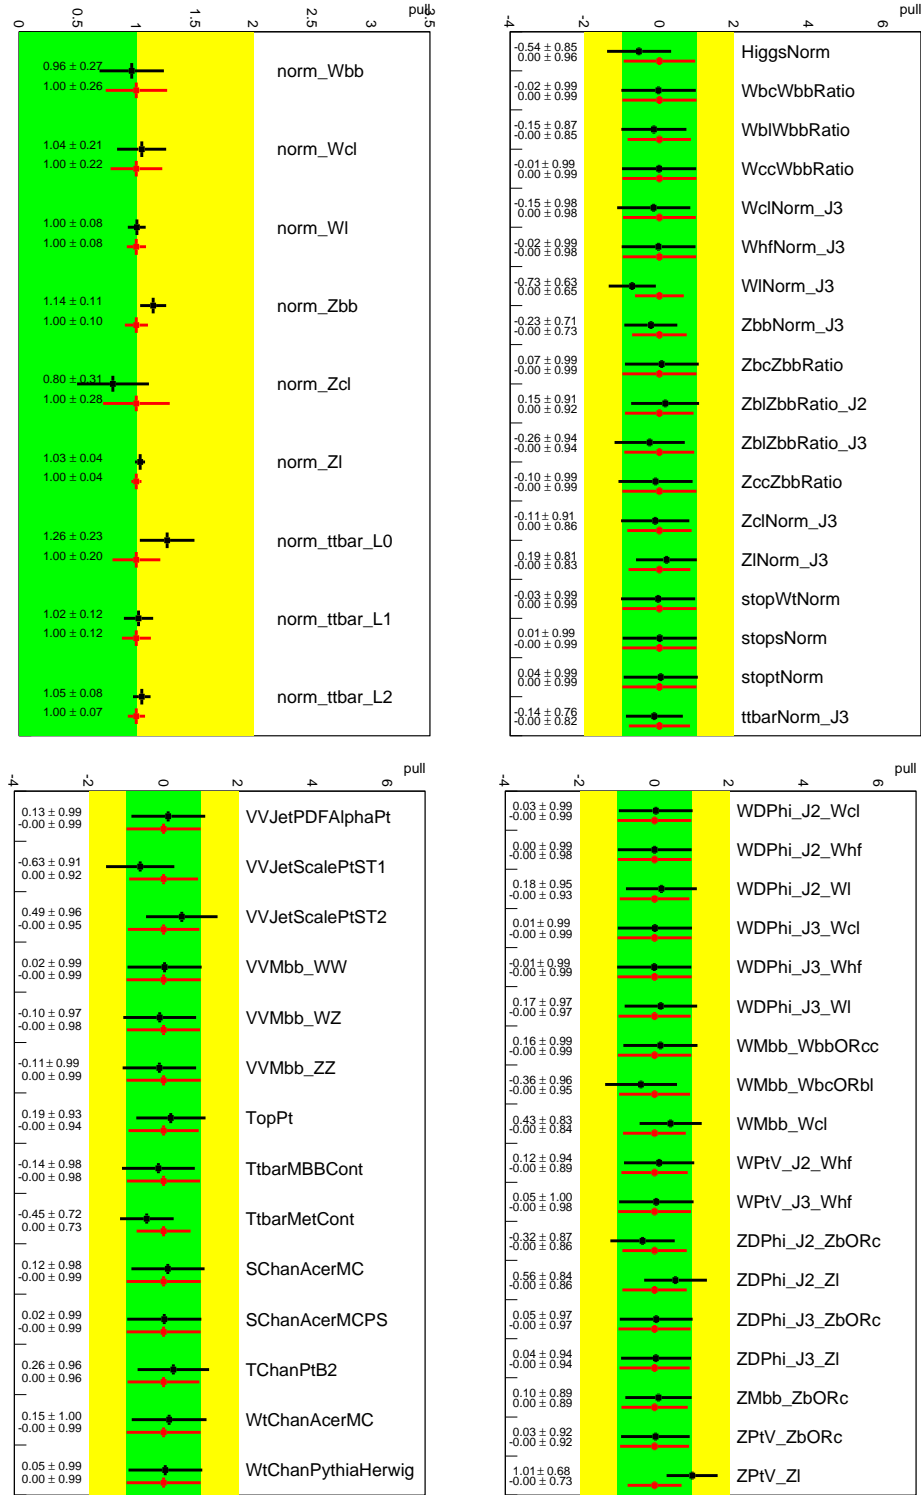 pull
0 0.5 1 1.5 2 2.5 3 3.5
0.96 ± 0.27
1.00 ± 0.26
norm_Wbb
1.04 ± 0.21
1.00 ± 0.22
norm_Wcl
1.00 ± 0.08
1.00 ± 0.08
norm_Wl
1.14 ± 0.11
1.00 ± 0.10
norm_Zbb
0.80 ± 0.31
1.00 ± 0.28
norm_Zcl
1.03 ± 0.04
1.00 ± 0.04
norm_Zl
1.26 ± 0.23
1.00 ± 0.20
norm_ttbar_L0
1.02 ± 0.12
1.00 ± 0.12
norm_ttbar_L1
1.05 ± 0.08
1.00 ± 0.07
norm_ttbar_L2
pull
-4 -2 0 2 4 6
-0.54 ± 0.85
0.00 ± 0.96
HiggsNorm
-0.02 ± 0.99
0.00 ± 0.99
WbcWbbRatio
-0.15 ± 0.87
-0.00 ± 0.85
WblWbbRatio
-0.01 ± 0.99
0.00 ± 0.99
WccWbbRatio
-0.15 ± 0.98
0.00 ± 0.98
WclNorm_J3
-0.02 ± 0.99
0.00 ± 0.98
WhfNorm_J3
-0.73 ± 0.63
0.00 ± 0.65
WlNorm_J3
-0.23 ± 0.71
-0.00 ± 0.73
ZbbNorm_J3
0.07 ± 0.99
-0.00 ± 0.99
ZbcZbbRatio
0.15 ± 0.91
0.00 ± 0.92
ZblZbbRatio_J2
-0.26 ± 0.94
-0.00 ± 0.94
ZblZbbRatio_J3
-0.10 ± 0.99
-0.00 ± 0.99
ZccZbbRatio
-0.11 ± 0.91
0.00 ± 0.86
ZclNorm_J3
0.19 ± 0.81
-0.00 ± 0.83
ZlNorm_J3
-0.03 ± 0.99
0.00 ± 0.99
stopWtNorm
0.01 ± 0.99
-0.00 ± 0.99
stopsNorm
0.04 ± 0.99
0.00 ± 0.99
stoptNorm
-0.14 ± 0.76
-0.00 ± 0.82
ttbarNorm_J3
pull
-4 -2 0 2 4 6
0.13 ± 0.99
-0.00 ± 0.99
VVJetPDFAlphaPt
-0.63 ± 0.91
0.00 ± 0.92
VVJetScalePtST1
0.49 ± 0.96
-0.00 ± 0.95
VVJetScalePtST2
0.02 ± 0.99
-0.00 ± 0.99
VVMbb_WW
-0.10 ± 0.97
-0.00 ± 0.98
VVMbb_WZ
-0.11 ± 0.99
0.00 ± 0.99
VVMbb_ZZ
0.19 ± 0.93
-0.00 ± 0.94
TopPt
-0.14 ± 0.98
-0.00 ± 0.98
TtbarMBBCont
-0.45 ± 0.72
0.00 ± 0.73
TtbarMetCont
0.12 ± 0.98
-0.00 ± 0.99
SChanAcerMC
0.02 ± 0.99
-0.00 ± 0.99
SChanAcerMCPS
0.26 ± 0.96
0.00 ± 0.96
TChanPtB2
0.15 ± 1.00
-0.00 ± 0.99
WtChanAcerMC
0.05 ± 0.99
0.00 ± 0.99
WtChanPythiaHerwig
pull
-4 -2 0 2 4 6
0.03 ± 0.99
-0.00 ± 0.99
WDPhi_J2_Wcl
0.00 ± 0.99
-0.00 ± 0.98
WDPhi_J2_Whf
0.18 ± 0.95
-0.00 ± 0.93
WDPhi_J2_Wl
0.01 ± 0.99
-0.00 ± 0.99
WDPhi_J3_Wcl
-0.01 ± 0.99
-0.00 ± 0.99
WDPhi_J3_Whf
0.17 ± 0.97
-0.00 ± 0.97
WDPhi_J3_Wl
0.16 ± 0.99
-0.00 ± 0.99
WMbb_WbbORcc
-0.36 ± 0.96
-0.00 ± 0.95
WMbb_WbcORbl
0.43 ± 0.83
-0.00 ± 0.84
WMbb_Wcl
0.12 ± 0.94
-0.00 ± 0.89
WPtV_J2_Whf
0.05 ± 1.00
-0.00 ± 0.98
WPtV_J3_Whf
-0.32 ± 0.87
-0.00 ± 0.86
ZDPhi_J2_ZbORc
0.56 ± 0.84
-0.00 ± 0.86
ZDPhi_J2_Zl
0.05 ± 0.97
-0.00 ± 0.97
ZDPhi_J3_ZbORc
0.04 ± 0.94
-0.00 ± 0.94
ZDPhi_J3_Zl
0.10 ± 0.89
0.00 ± 0.89
ZMbb_ZbORc
0.03 ± 0.92
-0.00 ± 0.92
ZPtV_ZbORc
1.01 ± 0.68
-0.00 ± 0.73
ZPtV_Zl